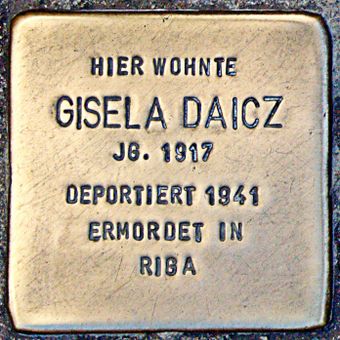 HIER WOHNTE
GISELA DAICZ
JG. 1917
DEPORTIERT 1941
ERMORDET IN
RIGA